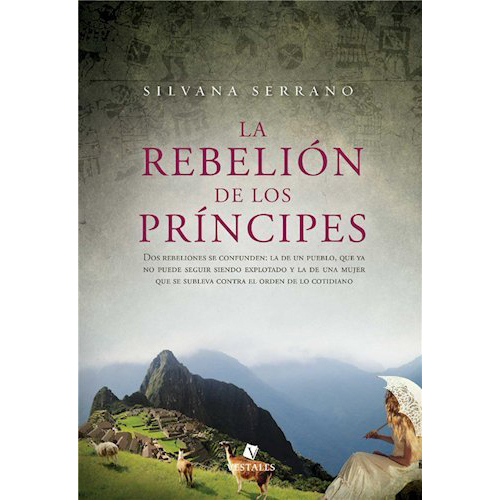 SILVANA SERRANO
LA
REBELIÓN
DE LOS
PRÍNCIPES
DOS REBELIONES SE CONFUNDEN: LA DE UN PUEBLO, QUE YA
NO PUEDE SEGUIR SIENDO EXPLOTADO Y LA DE UNA MUJER
QUE SE SUBLEVA CONTRA EL ORDEN DE LO COTIDIANO
V
VESTALES